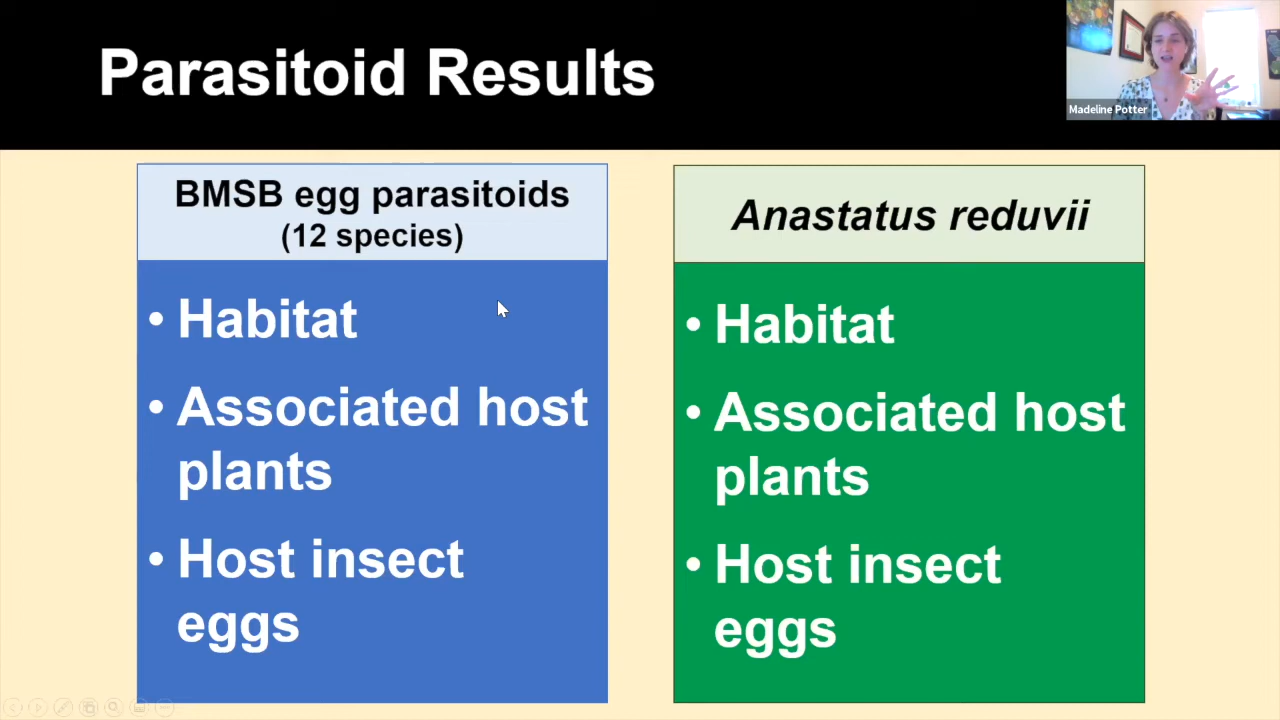 Parasitoid Results
Madeline Potter
BMSB egg parasitoids
(12 species)
• Habitat
• Associated host
plants
• Host insect
eggs
Anastatus reduvii
• Habitat
• Associated host
plants
• Host insect
eggs